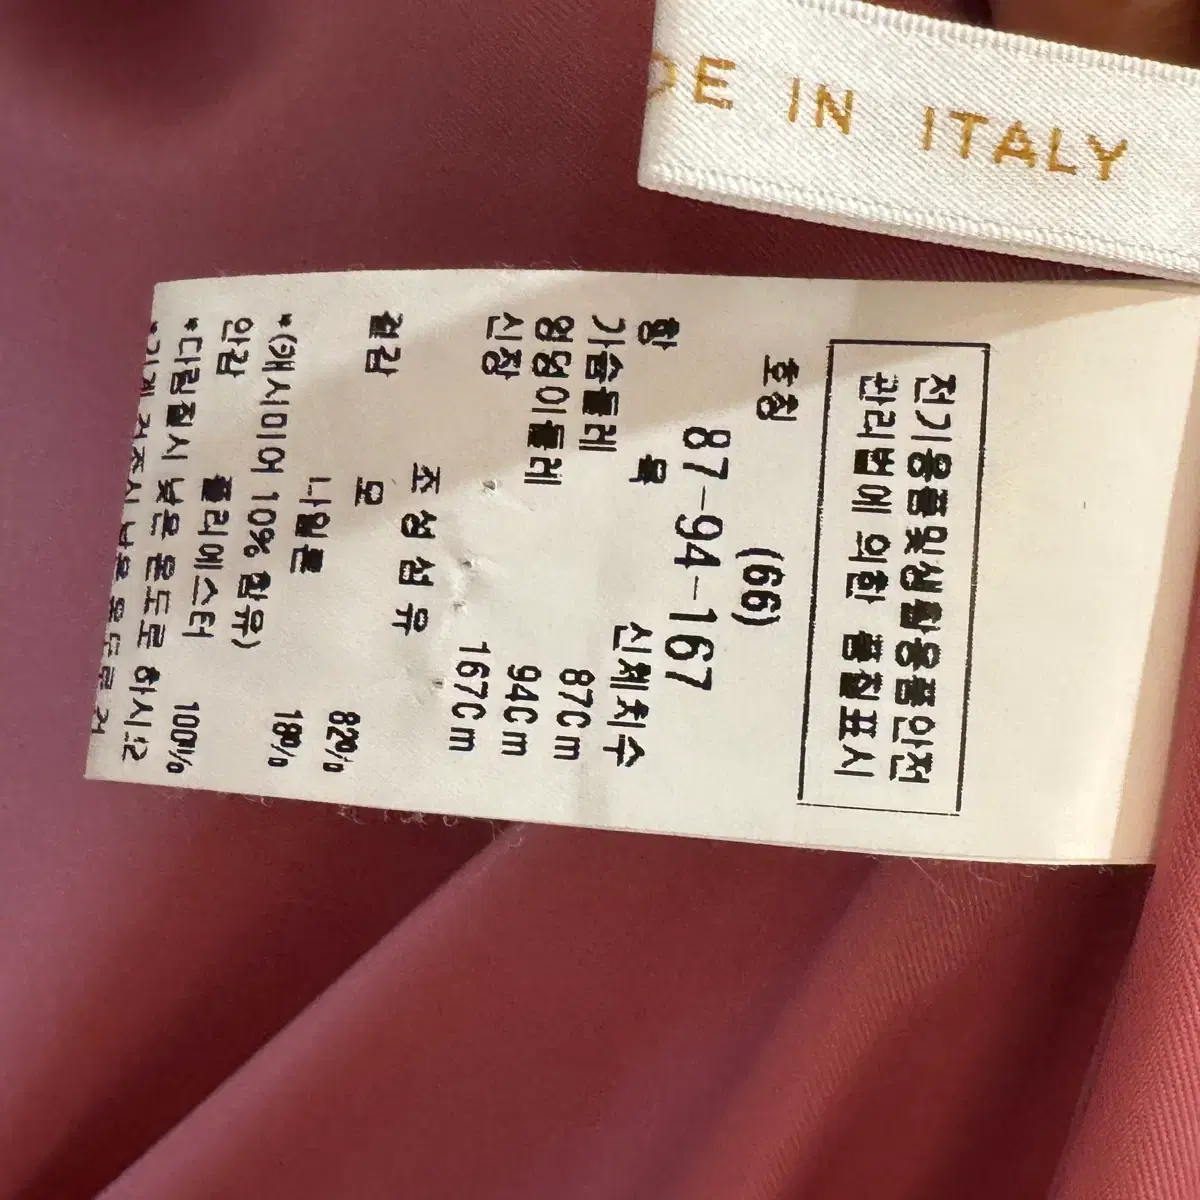 DE IN ITALY
전기용품및생활용품안전
관리법에 의한 품질표시
호칭 (66)
87-94-167
항 목 신체치수
가슴둘레 87Cm
엉덩이둘레 94Cm
신장 167Cm
조성섬유
겉감 모 82%
나일론 18%
*(캐시미어 10% 함유)
안감 폴리에스터 100%
*다림질시 낮은 온도로 하시고